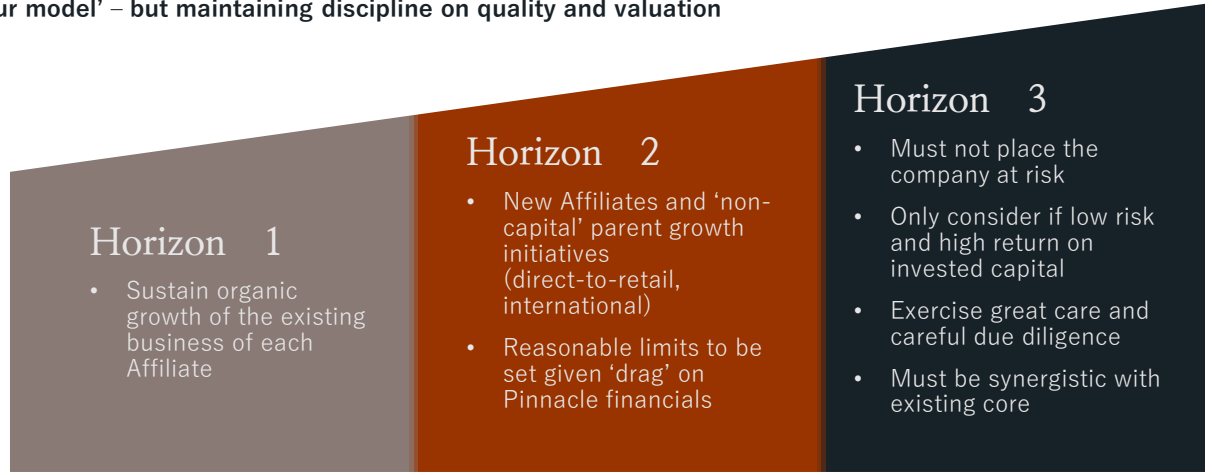 ur model’ – but maintaining discipline on quality and valuation
Horizon 1
• Sustain organic
growth of the existing
business of each
Affiliate
Horizon 2
• New Affiliates and ‘non-
capital’ parent growth
initiatives
(direct-to-retail,
international)
• Reasonable limits to be
set given ‘drag’ on
Pinnacle financials
Horizon 3
• Must not place the
company at risk
• Only consider if low risk
and high return on
invested capital
• Exercise great care and
careful due diligence
• Must be synergistic with
existing core